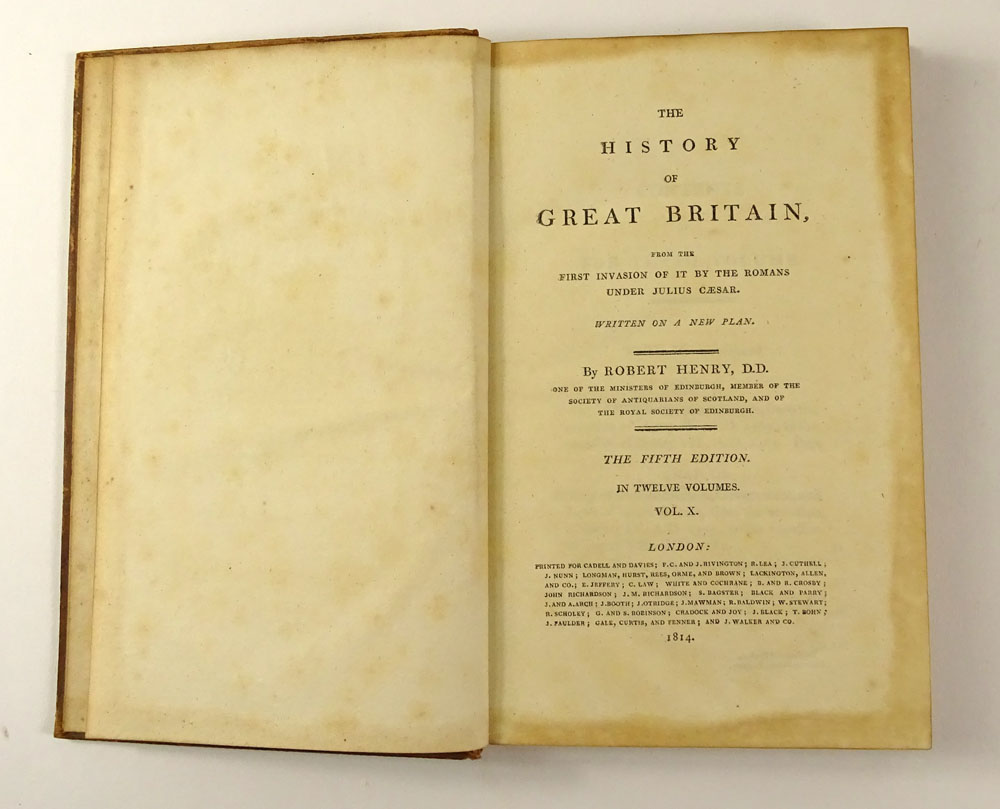 THE
HISTORY
OF
GREAT BRITAIN,
FROM THE
FIRST INVASION OF IT BY THE ROMANS
UNDER JULIUS CÆSAR.
WRITTEN ON A NEW PLAN.
By ROBERT HENRY, D.D.
ONE OF THE MINISTERS OF EDINBURGH, MEMBER OF THE
SOCIETY OF ANTIQUARIANS OF SCOTLAND, AND OF
THE ROYAL SOCIETY OF EDINBURGH.
THE FIFTH EDITION.
IN TWELVE VOLUMES.
VOL. X.
LONDON:
PRINTED FOR CADELL AND DAVIES; F. C. AND J. RIVINGTON; R. LEA; J. CUTHELL;
J. NUNN; LONGMAN, HURST, REES, ORME, AND BROWN; LACKINGTON, ALLEN,
AND CO.; E. JEFFERY; C. LAW; WHITE AND COCHRANE; B. AND R. CROSBY;
JOHN RICHARDSON; J. M. RICHARDSON; S. BAGSTER; BLACK AND PARRY;
J. AND A. ARCH; J. BOOTH; J. OTRIDGE; J. MAWMAN; R. BALDWIN; W. STEWART;
R. SCHOLEY; G. AND S. ROBINSON; CRADOCK AND JOY; J. BLACK; T. BOHN;
J. FAULDER; GALE, CURTIS, AND FENNER; AND J. WALKER AND CO.
1814.